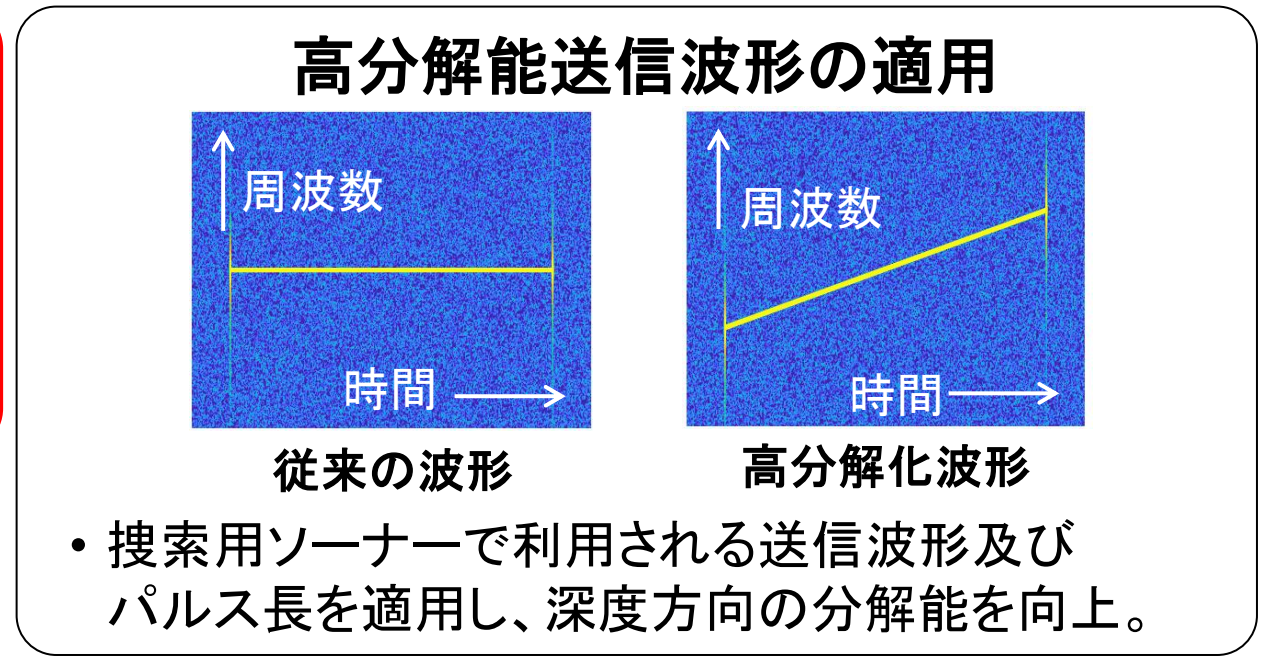 高分解能送信波形の適用
周波数
時間
従来の波形
周波数
時間
高分解化波形
• 捜索用ソーナーで利用される送信波形及び
パルス長を適用し、深度方向の分解能を向上。